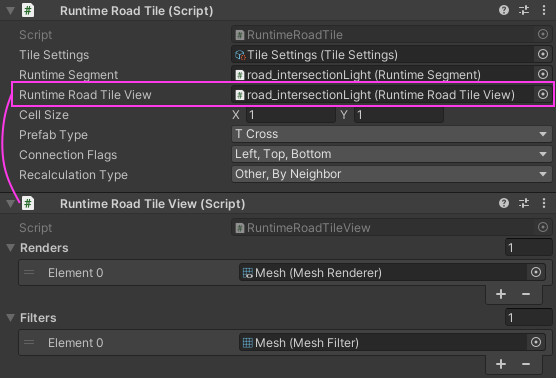 Runtime Road Tile (Script)
Script RuntimeRoadTile
Tile Settings Tile Settings (Tile Settings)
Runtime Segment road_intersectionLight (Runtime Segment)
Runtime Road Tile View road_intersectionLight (Runtime Road Tile View)
Cell Size X 1 Y 1
Prefab Type T Cross
Connection Flags Left, Top, Bottom
Recalculation Type Other, By Neighbor
Runtime Road Tile View (Script)
Script RuntimeRoadTileView
Renders 1
Element 0 Mesh (Mesh Renderer)
+ −
Filters 1
Element 0 Mesh (Mesh Filter)
+ −